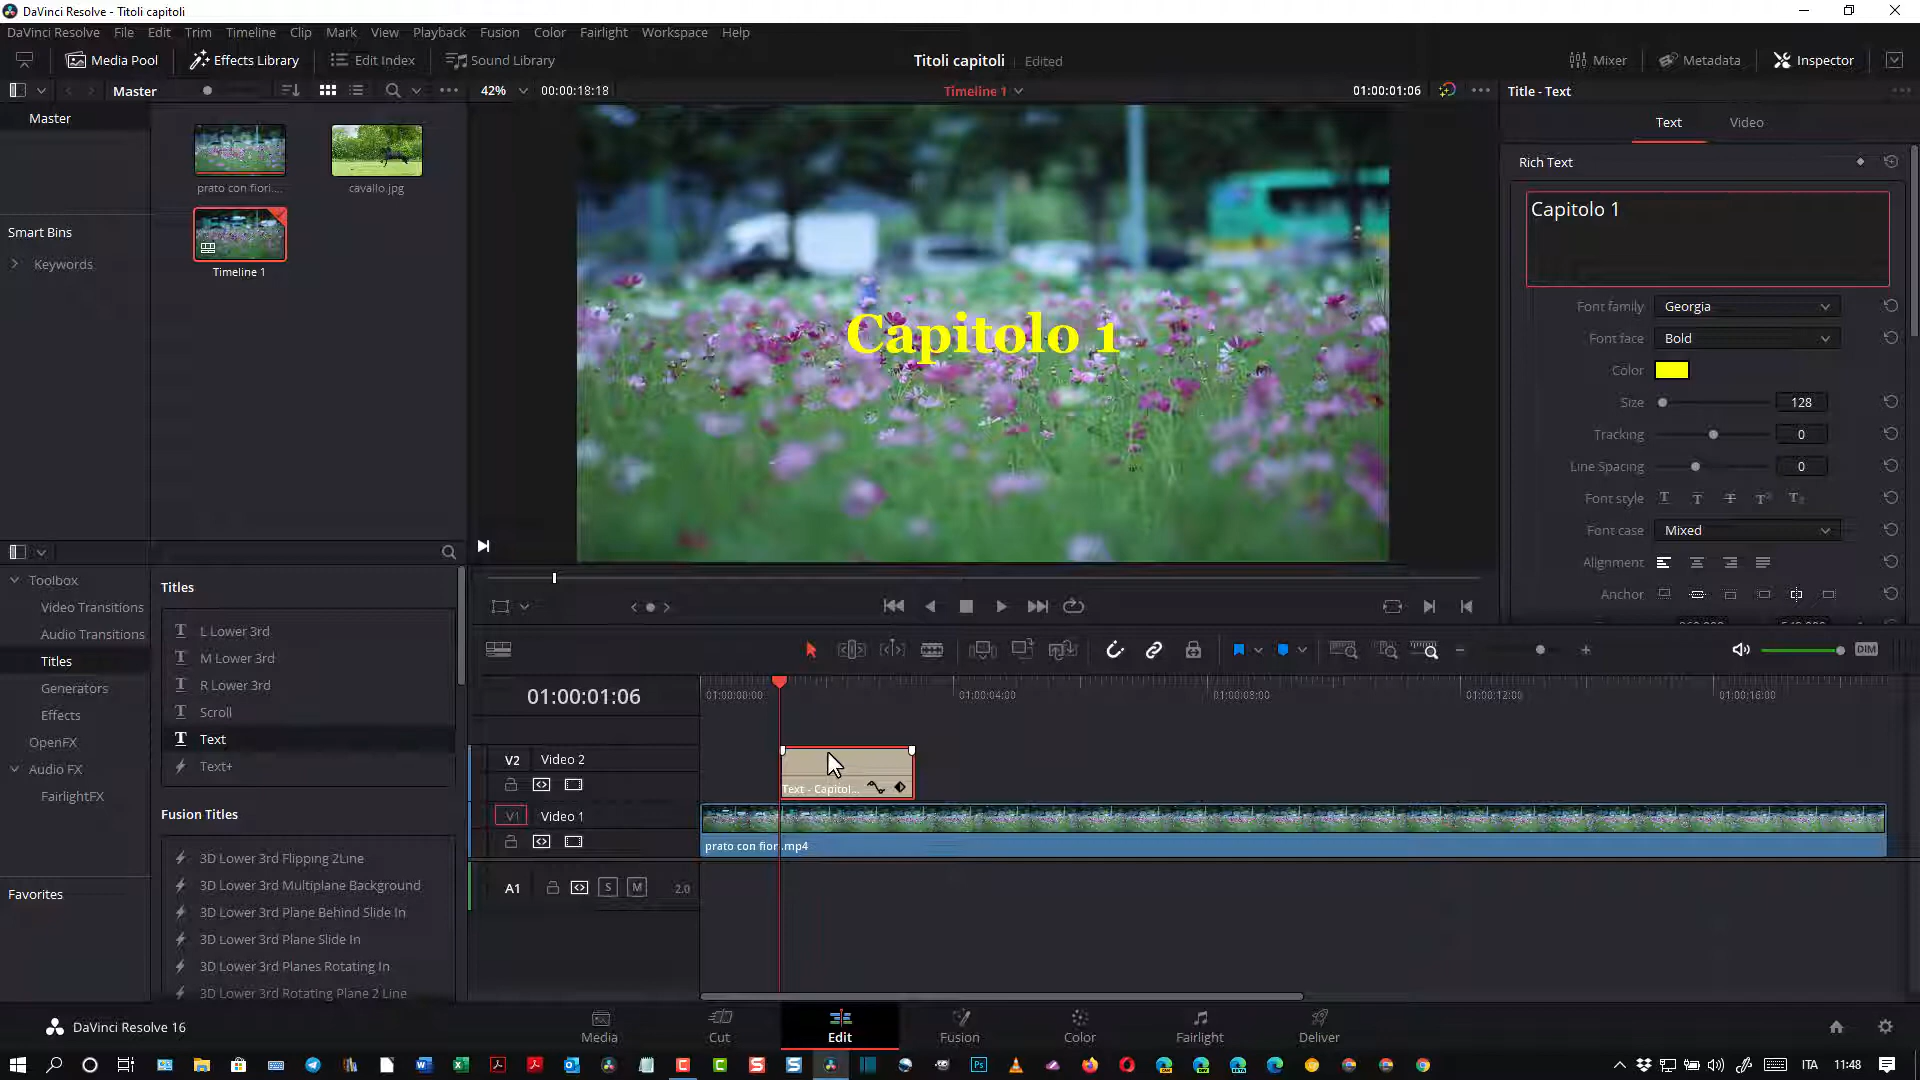 DaVinci Resolve - Titoli capitoli
DaVinci Resolve File Edit Trim Timeline Clip Mark View Playback Fusion Color Fairlight Workspace Help
Media Pool Effects Library Edit Index Sound Library Titoli capitoli Edited Mixer Metadata Inspector
Master 42% 00:00:18:18 Timeline 1 01:00:01:06 Title - Text
Master
Text Video
Rich Text
prato con fiori.... cavallo.jpg
Capitolo 1
Smart Bins
Keywords
Timeline 1
Capitolo 1
Font family Georgia
Font face Bold
Color
Size 128
Tracking 0
Line Spacing 0
Font style
Font case Mixed
Alignment
Anchor
Toolbox
Video Transitions
Audio Transitions
Titles
Generators
Effects
OpenFX
Audio FX
FairlightFX
Favorites
Titles
L Lower 3rd
M Lower 3rd
R Lower 3rd
Scroll
Text
Text+
Fusion Titles
3D Lower 3rd Flipping 2Line
3D Lower 3rd Multiplane Background
3D Lower 3rd Plane Behind Slide In
3D Lower 3rd Plane Slide In
3D Lower 3rd Planes Rotating In
3D Lower 3rd Rotating Plane 2 Line
DIM
01:00:01:06 01:00:00:00 01:00:04:00 01:00:08:00 01:00:12:00 01:00:16:00
V2 Video 2
Text - Capitol...
V1 Video 1
prato con fiori.mp4
A1 S M 2.0
DaVinci Resolve 16
Media Cut Edit Fusion Color Fairlight Deliver
ITA 11:48